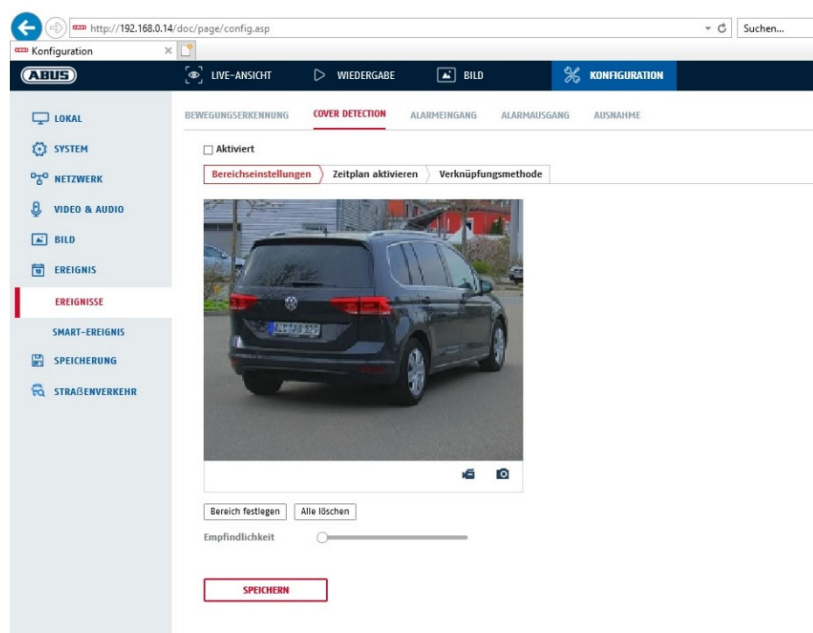 http://192.168.0.14/doc/page/config.asp
Suchen...
Konfiguration
ABUS
LIVE-ANSICHT
WIEDERGABE
BILD
KONFIGURATION
LOKAL
SYSTEM
NETZWERK
VIDEO & AUDIO
BILD
EREIGNIS
EREIGNISSE
SMART-EREIGNIS
SPEICHERUNG
STRAßENVERKEHR
BEWEGUNGSERKENNUNG
COVER DETECTION
ALARMEINGANG
ALARMAUSGANG
AUSNAHME
Aktiviert
Bereichseinstellungen
Zeitplan aktivieren
Verknüpfungsmethode
Bereich festlegen
Alle löschen
Empfindlichkeit
SPEICHERN